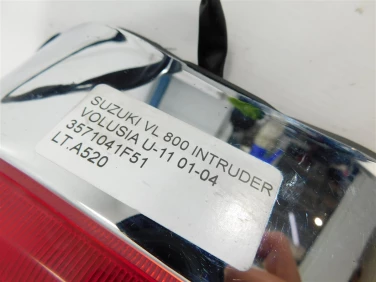 SUZUKI VL 800 INTRUDER
VOLUSIA U-11 01-04
3571041F51
LT.A520